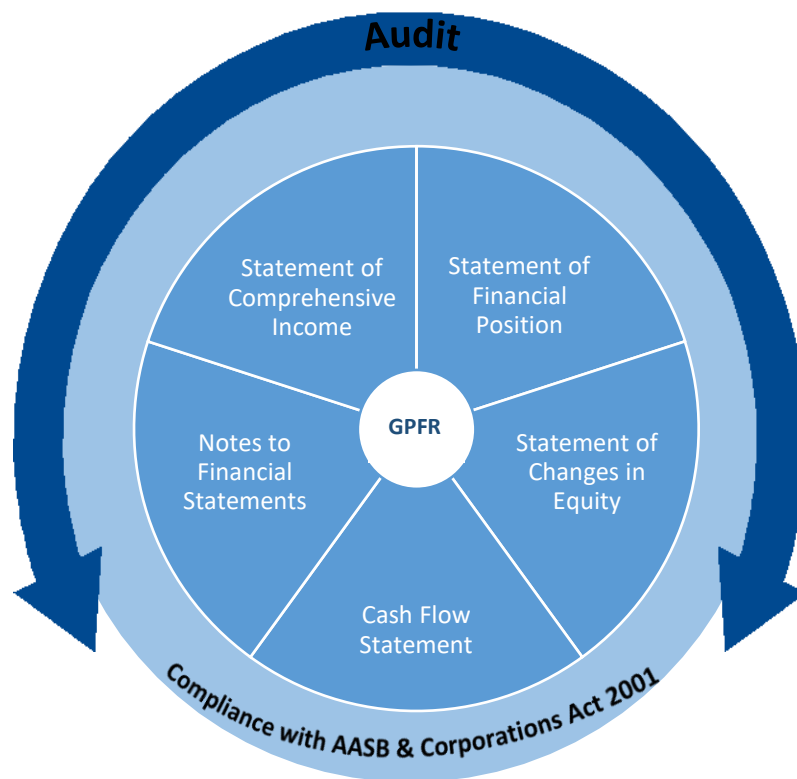 Audit
Statement of
Comprehensive
Income
Statement of
Financial
Position
GPFR
Notes to
Financial
Statements
Statement of
Changes in
Equity
Cash Flow
Statement
Compliance with AASB & Corporations Act 2001